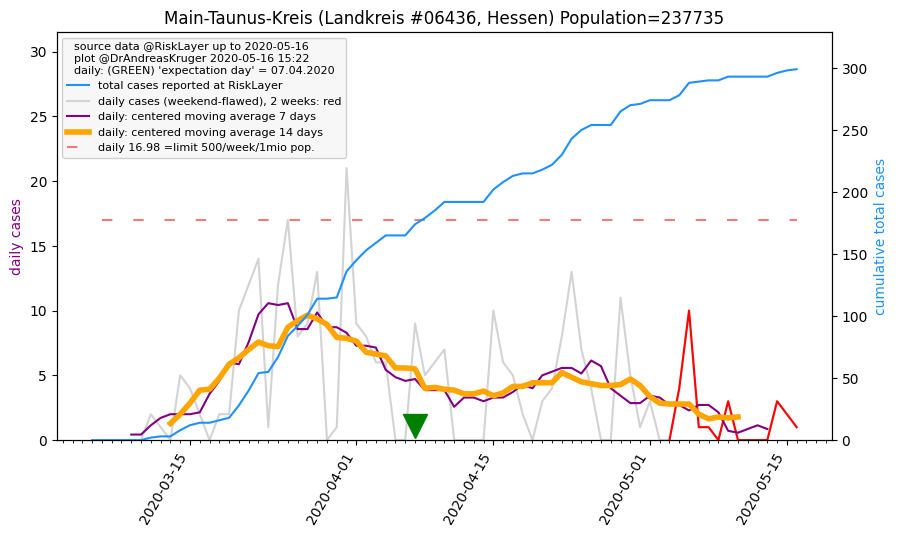 Main-Taunus-Kreis (Landkreis #06436, Hessen) Population=237735
source data @RiskLayer up to 2020-05-16
plot @DrAndreasKruger 2020-05-16 15:22
daily: (GREEN) 'expectation day' = 07.04.2020
total cases reported at RiskLayer
daily cases (weekend-flawed), 2 weeks: red
daily: centered moving average 7 days
daily: centered moving average 14 days
daily 16.98 =limit 500/week/1mio pop.
daily cases
30
25
20
15
10
5
0
cumulative total cases
300
250
200
150
100
50
0
2020-03-15
2020-04-01
2020-04-15
2020-05-01
2020-05-15